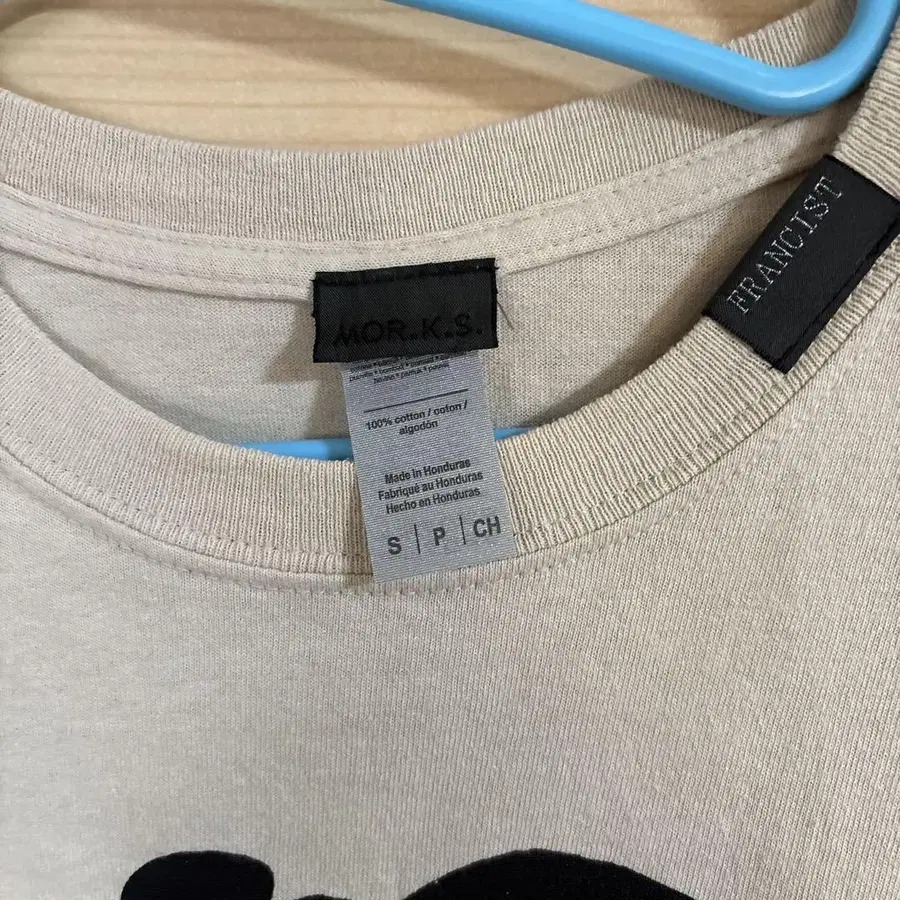 FRANCIST
MOR.K.S.
100% cotton / coton /
algodón
Made in Honduras
Fabriqué au Honduras
Hecho en Honduras
S | P | CH